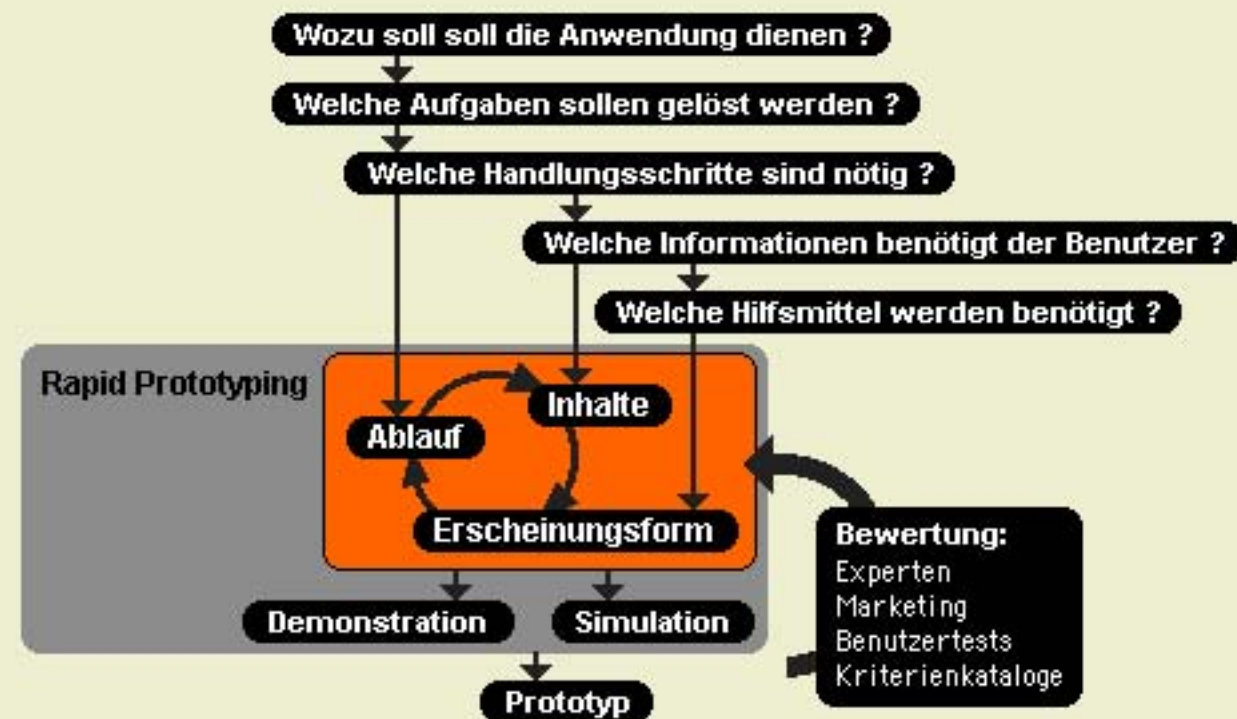 Wozu soll soll die Anwendung dienen ?
Welche Aufgaben sollen gelöst werden ?
Welche Handlungsschritte sind nötig ?
Welche Informationen benötigt der Benutzer ?
Welche Hilfsmittel werden benötigt ?
Rapid Prototyping
Inhalte
Ablauf
Erscheinungsform
Bewertung:
Experten
Marketing
Benutzertests
Kriterienkataloge
Demonstration
Simulation
Prototyp